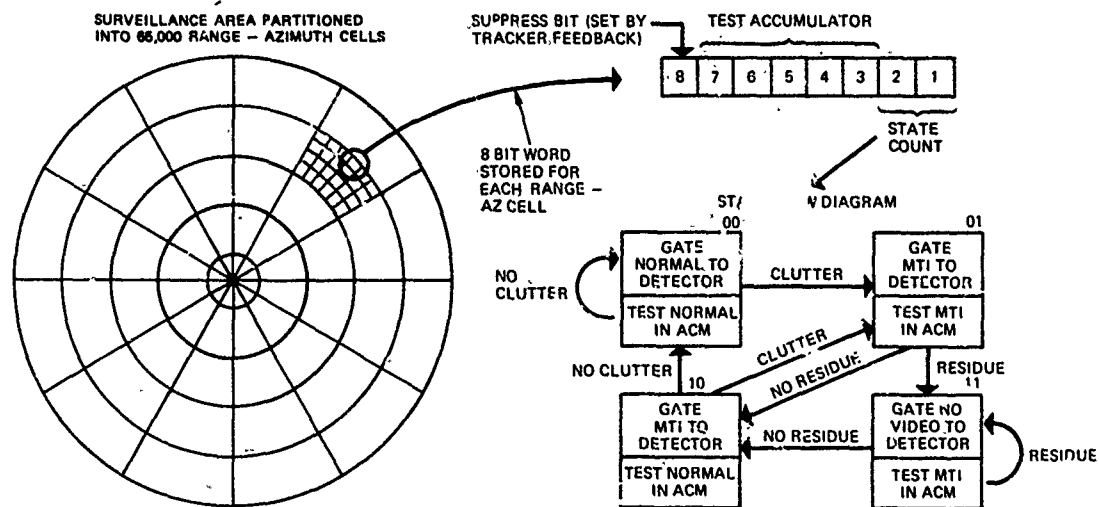 SURVEILLANCE AREA PARTITIONED
INTO 65,000 RANGE – AZIMUTH CELLS
SUPPRESS BIT (SET BY
TRACKER FEEDBACK)
TEST ACCUMULATOR
8 7 6 5 4 3 2 1
STATE
COUNT
8 BIT WORD
STORED FOR
EACH RANGE –
AZ CELL
DIAGRAM
00
GATE
NORMAL TO
DETECTOR
TEST NORMAL
IN ACM
NO
CLUTTER
CLUTTER
01
GATE
MTI TO
DETECTOR
TEST MTI
IN ACM
CLUTTER
NO RESIDUE
NO CLUTTER
RESIDUE
10
GATE
MTI TO
DETECTOR
TEST NORMAL
IN ACM
NO RESIDUE
11
GATE NO
VIDEO TO
DETECTOR
TEST MTI
IN ACM
RESIDUE